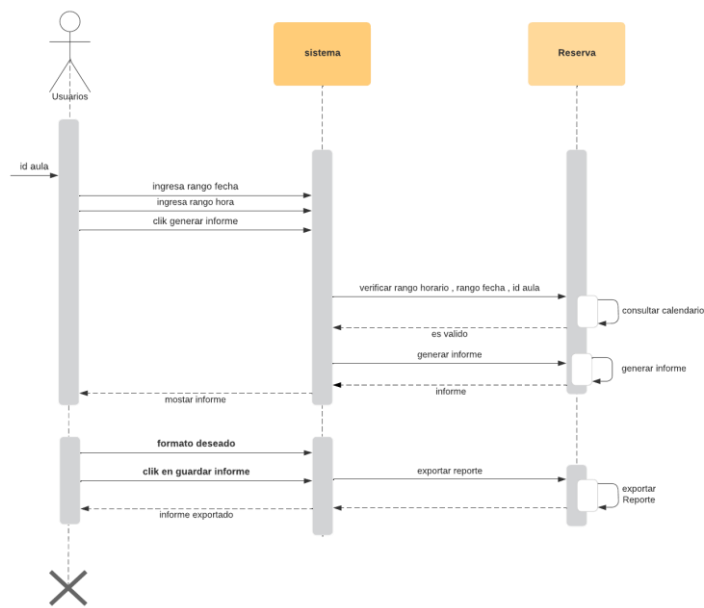 sistema
Reserva
Usuarios
id aula
ingresa rango fecha
ingresa rango hora
clik generar informe
verificar rango horario , rango fecha , id aula
consultar calendario
es valido
generar informe
generar informe
informe
mostar informe
formato deseado
clik en guardar informe
exportar reporte
exportar
Reporte
informe exportado